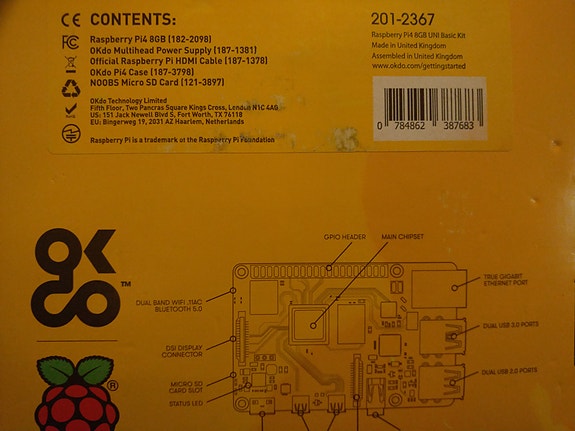 CE CONTENTS:
Raspberry Pi4 8GB (182-2098)
OKdo Multihead Power Supply (187-1381)
Official Raspberry Pi HDMI Cable (187-1378)
OKdo Pi4 Case (187-3798)
NOOBS Micro SD Card (121-3897)
OKdo Technology Limited
Fifth Floor, Two Pancras Square Kings Cross, London N1C 4AG
US: 151 Jack Newell Blvd S, Fort Worth, TX 76118
EU: Bingerweg 19, 2031 AZ Haarlem, Netherlands
Raspberry Pi is a trademark of the Raspberry Pi Foundation
201-2367
Raspberry Pi4 8GB UNI Basic Kit
Made in United Kingdom
Assembled in United Kingdom
www.okdo.com/gettingstarted
0 784862 387683
OKDO™
GPIO HEADER
MAIN CHIPSET
TRUE GIGABIT
ETHERNET PORT
DUAL BAND WIFI .11AC
BLUETOOTH 5.0
DUAL USB 3.0 PORTS
DSI DISPLAY
CONNECTOR
DUAL USB 2.0 PORTS
MICRO SD
CARD SLOT
STATUS LED
®